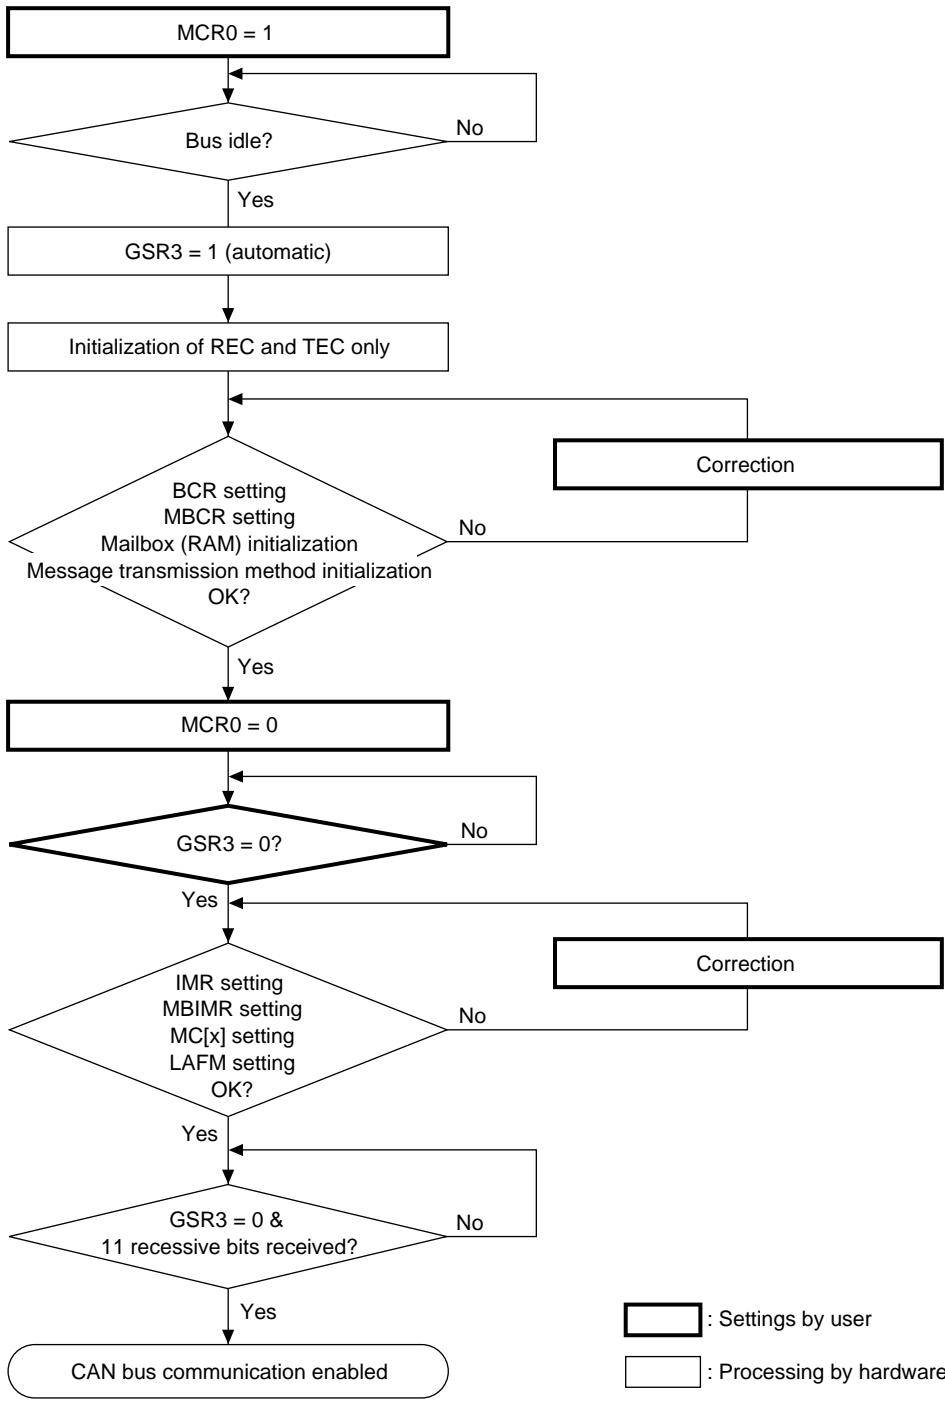 MCR0 = 1
Bus idle?
No
Yes
GSR3 = 1 (automatic)
Initialization of REC and TEC only
Correction
BCR setting
MBCR setting
Mailbox (RAM) initialization
Message transmission method initialization
OK?
No
Yes
MCR0 = 0
GSR3 = 0?
No
Yes
Correction
IMR setting
MBIMR setting
MC[x] setting
LAFM setting
OK?
No
Yes
GSR3 = 0 &
11 recessive bits received?
No
Yes
CAN bus communication enabled
: Settings by user
: Processing by hardware